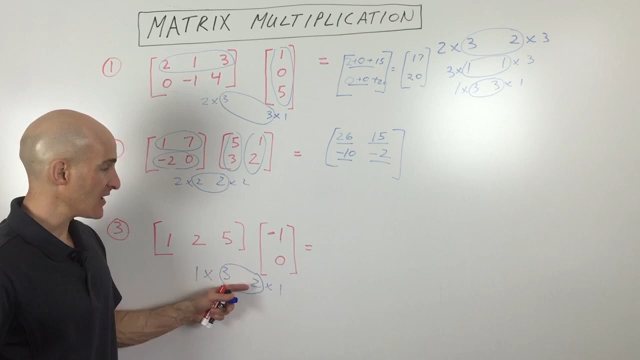 MATRIX MULTIPLICATION
2 × 3 2 × 3
3 × 1 1 × 3
1 × 3 3 × 1
① [2 1 3] [1] = [2+0+15] = [17]
[0 -1 4] [0] [0+0+20] [20]
[5]
2 × 3 3 × 1
[1 7] [5 1] = [26 15]
[-2 0] [3 2] [-10 -2]
2 × 2 2 × 2
③ [1 2 5] [-1] =
[0]
1 × 3 2 × 1